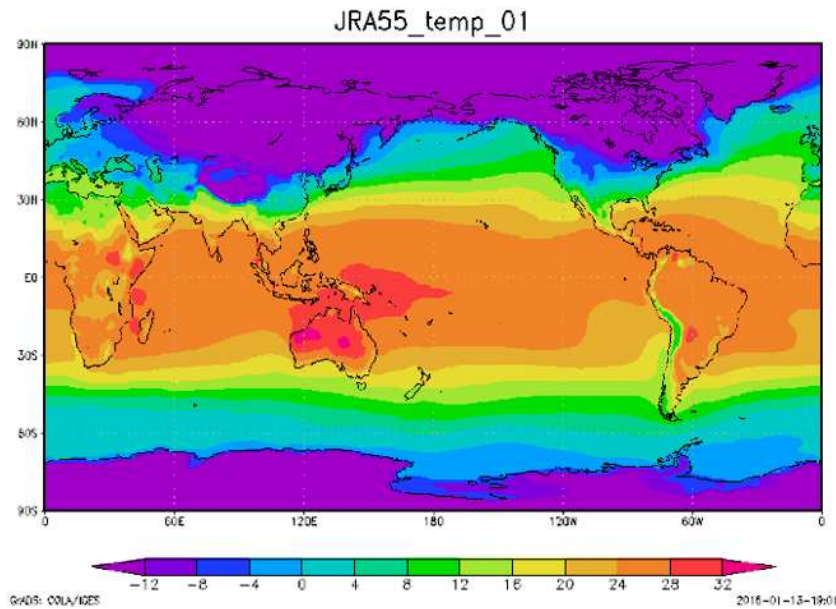 JRA55_temp_01
90N
60N
30N
EQ
30S
60S
90S
0 60E 120E 180 120W 60W 0
-12 -8 -4 0 4 8 12 16 20 24 28 32
GrADS: COLA/IGES